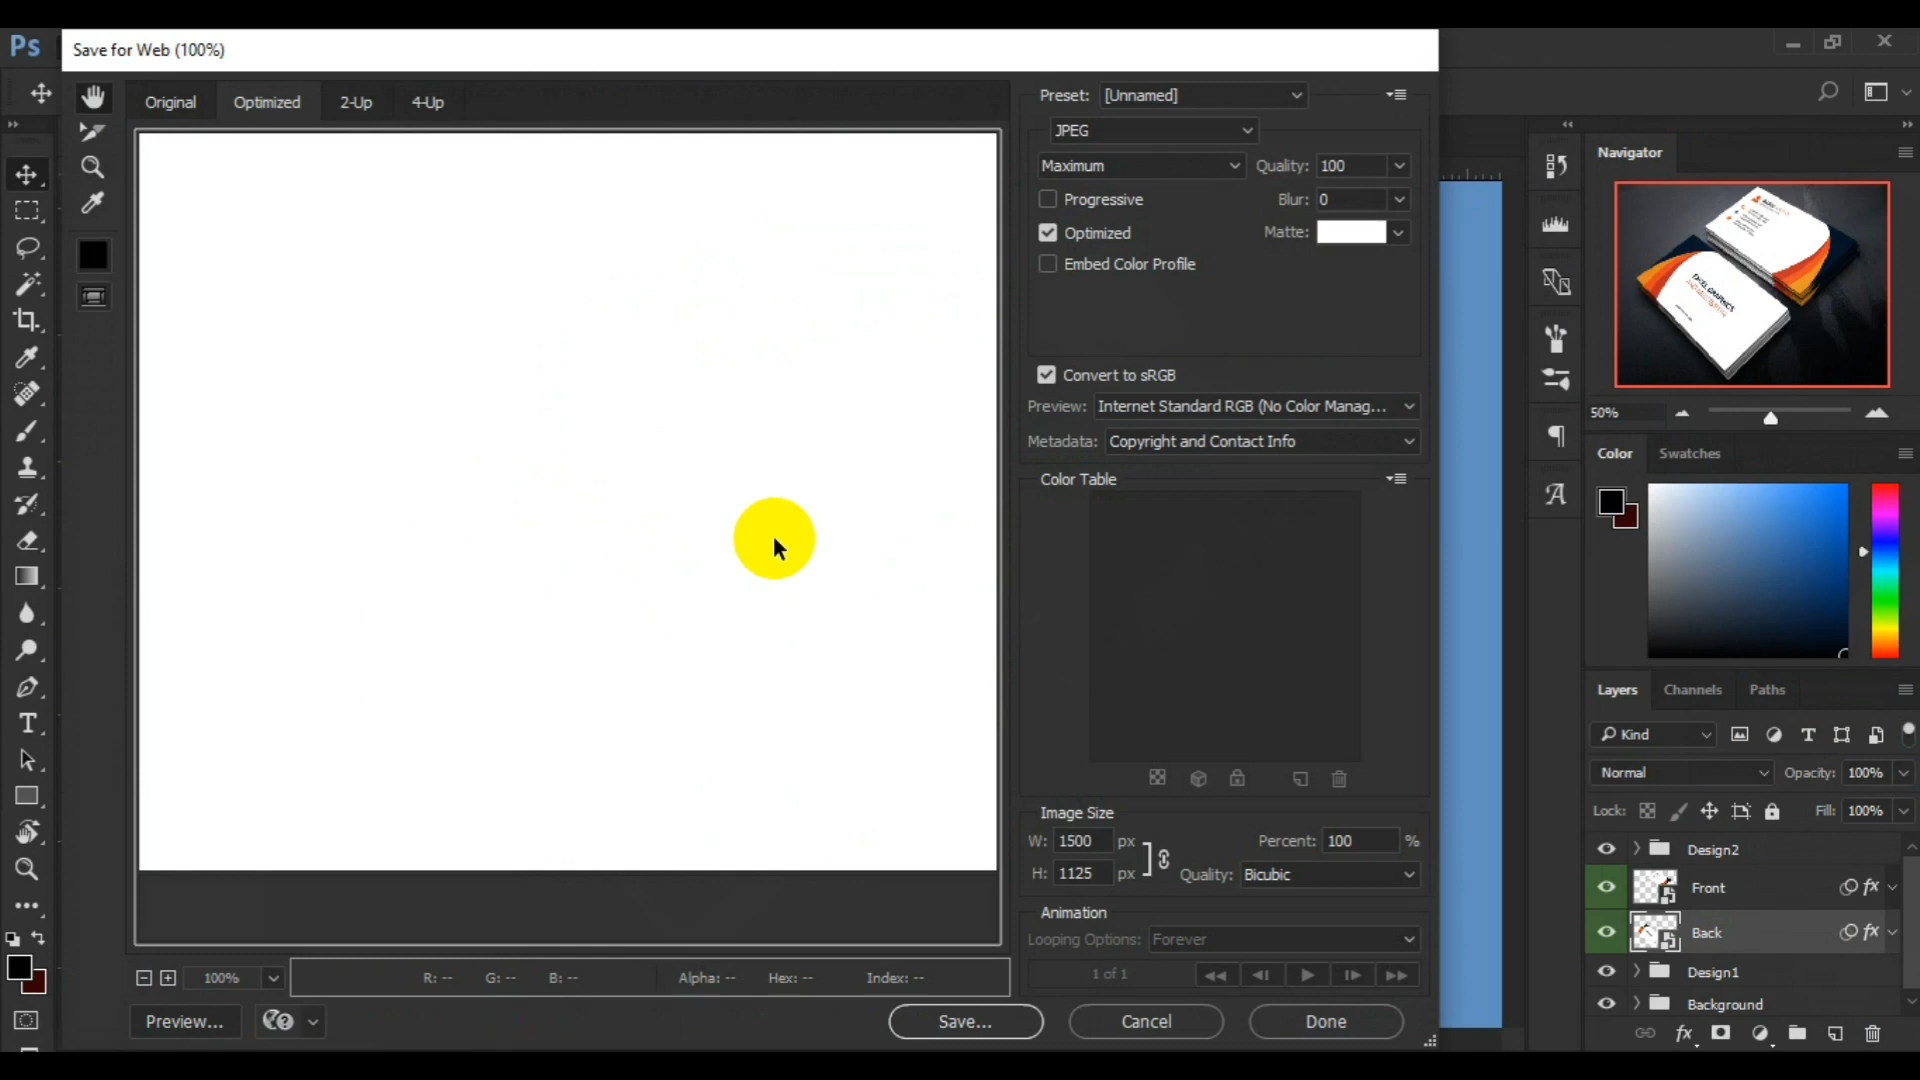 Ps
Save for Web (100%)
Original
Optimized
2-Up
4-Up
Preset:
[Unnamed]
JPEG
Maximum
Quality:
100
Progressive
Blur:
0
Optimized
Matte:
Embed Color Profile
Convert to sRGB
Preview:
Internet Standard RGB (No Color Manag...
Metadata:
Copyright and Contact Info
Color Table
Image Size
W:
1500
px
Percent:
100
%
H:
1125
px
Quality:
Bicubic
Animation
Looping Options:
Forever
1 of 1
100%
R: --
G: --
B: --
Alpha: --
Hex: --
Index: --
Preview...
Save...
Cancel
Done
Navigator
50%
Color
Swatches
Layers
Channels
Paths
Kind
Normal
Opacity:
100%
Lock:
Fill:
100%
Design2
Front
fx
Back
fx
Design1
Background
fx